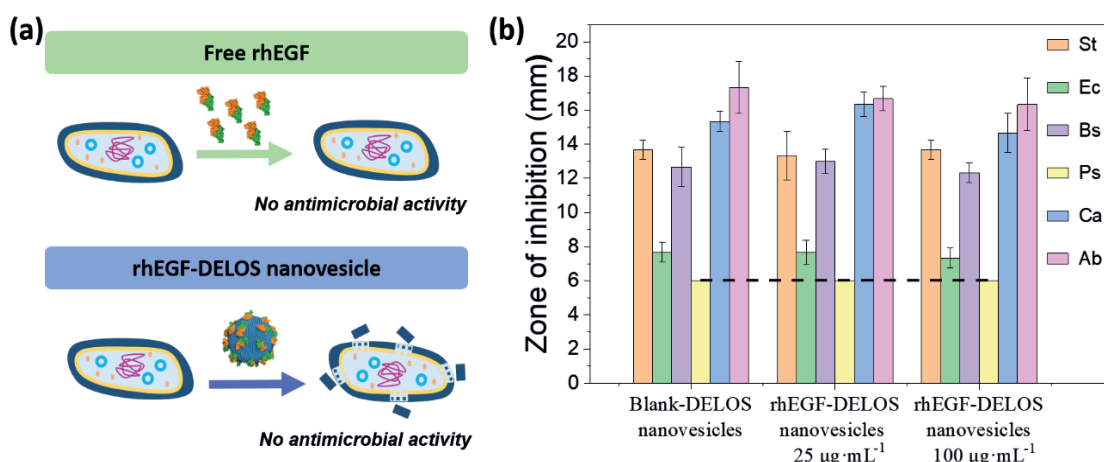 (a)
Free rhEGF
No antimicrobial activity
rhEGF-DELOS nanovesicle
No antimicrobial activity
(b)
Zone of inhibition (mm)
20
18
16
14
12
10
8
6
4
2
0
St
Ec
Bs
Ps
Ca
Ab
Blank-DELOS
nanovesicles
rhEGF-DELOS
nanovesicles
25 μg·mL⁻¹
rhEGF-DELOS
nanovesicles
100 μg·mL⁻¹